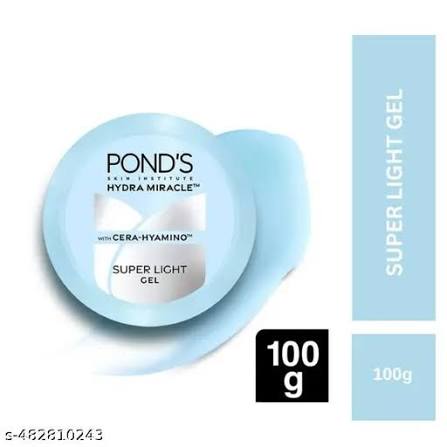 POND'S
SKIN INSTITUTE
HYDRA MIRACLE™
WITH CERA-HYAMINO™
SUPER LIGHT
GEL
100
g
SUPER LIGHT GEL
100g
s-482810243